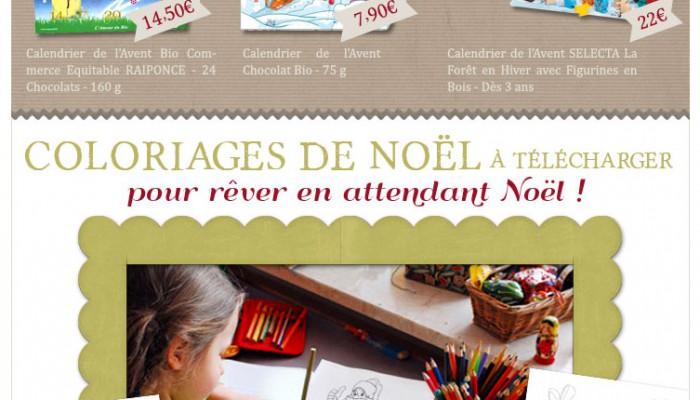 14.50€
7.90€
22€
Calendrier de l'Avent Bio Com-
merce Equitable RAIPONCE - 24
Chocolats - 160 g
Calendrier de l'Avent
Chocolat Bio - 75 g
Calendrier de l'Avent SELECTA La
Forêt en Hiver avec Figurines en
Bois - Dès 3 ans
COLORIAGES DE NOËL À TÉLÉCHARGER
pour rêver en attendant Noël !